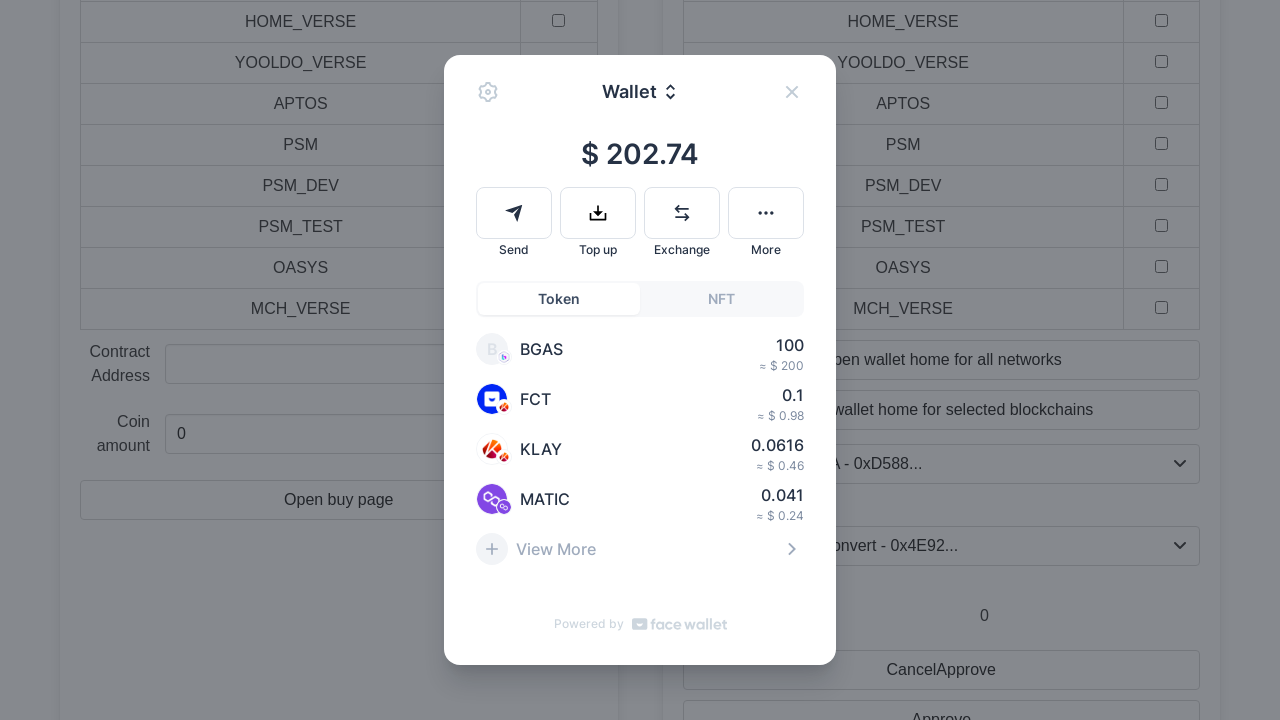 HOME_VERSE
YOOLDO_VERSE
APTOS
PSM
PSM_DEV
PSM_TEST
OASYS
MCH_VERSE
Contract
Address
Coin
amount
0
Open buy page
Wallet
$ 202.74
Send
Top up
Exchange
More
Token
NFT
B
BGAS
100
≈ $ 200
FCT
0.1
≈ $ 0.98
KLAY
0.0616
≈ $ 0.46
MATIC
0.041
≈ $ 0.24
View More
Powered by face wallet
HOME_VERSE
YOOLDO_VERSE
APTOS
PSM
PSM_DEV
PSM_TEST
OASYS
MCH_VERSE
wallet home for all networks
wallet home for selected blockchains
- 0xD588...
- 0x4E92...
0
CancelApprove
Approve